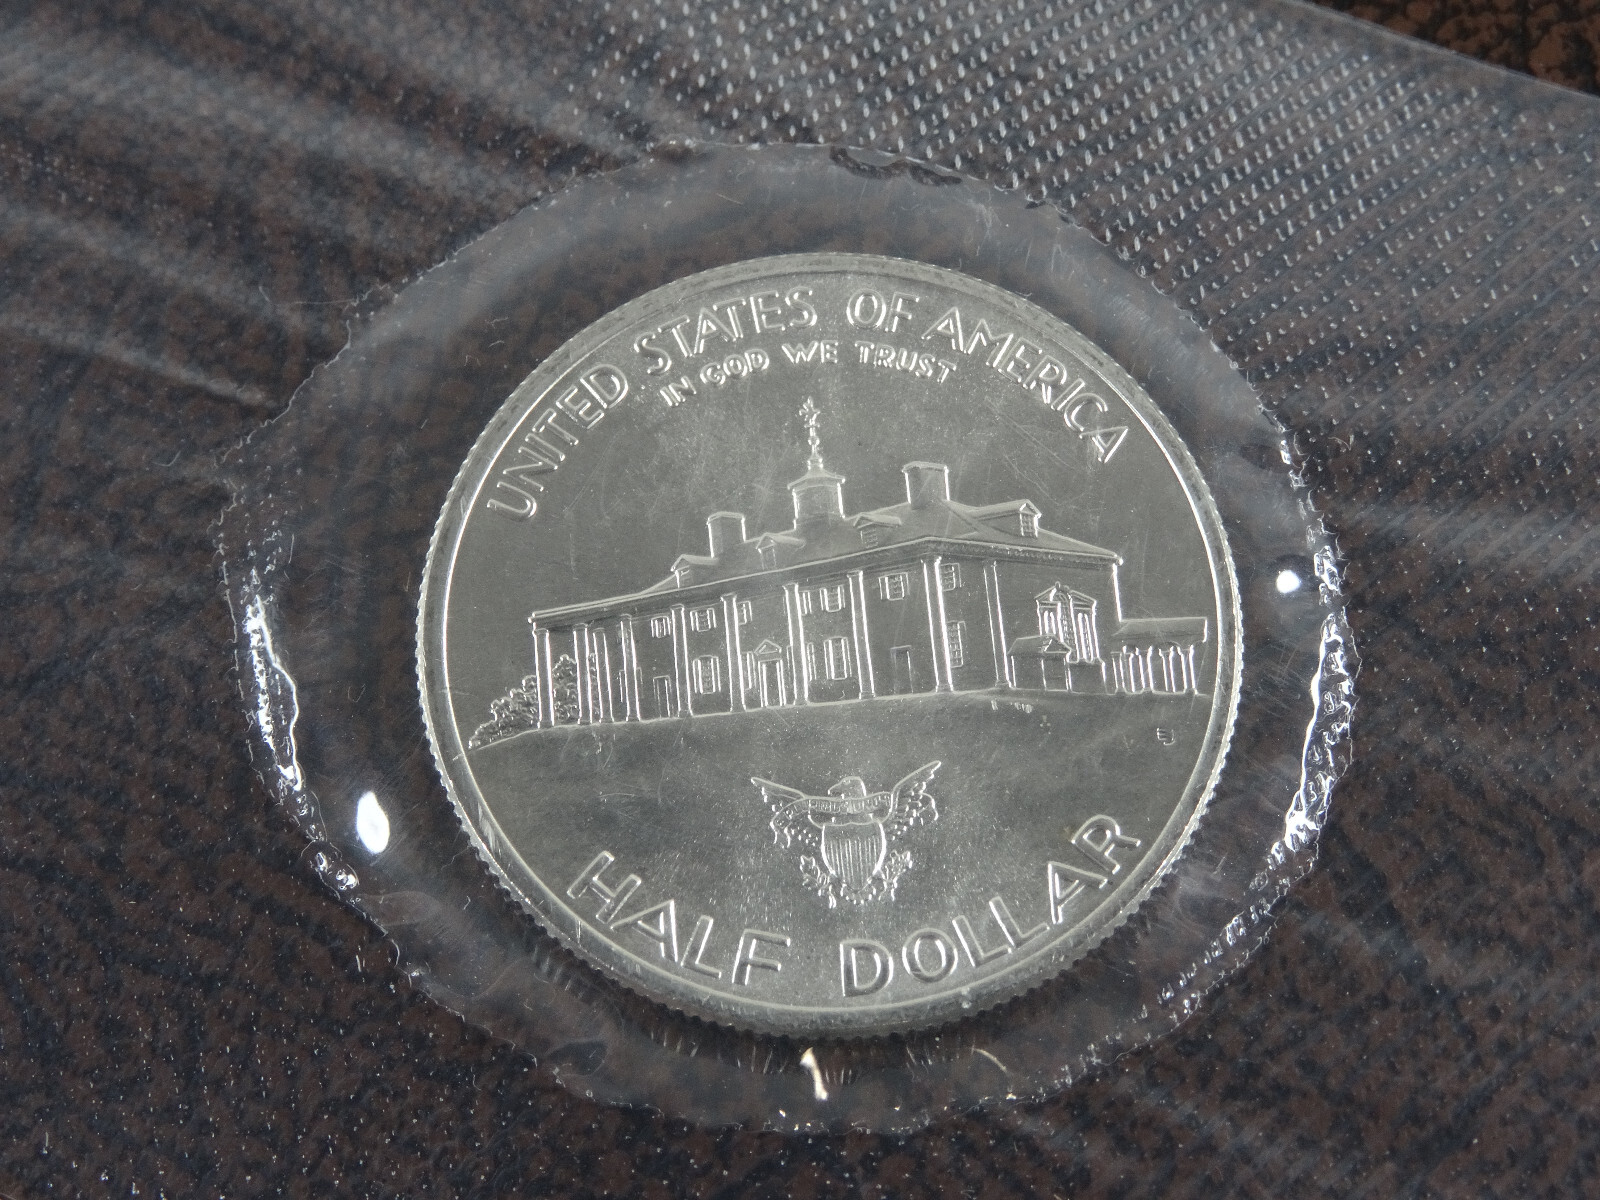 UNITED STATES OF AMERICA
IN GOD WE TRUST
HALF DOLLAR